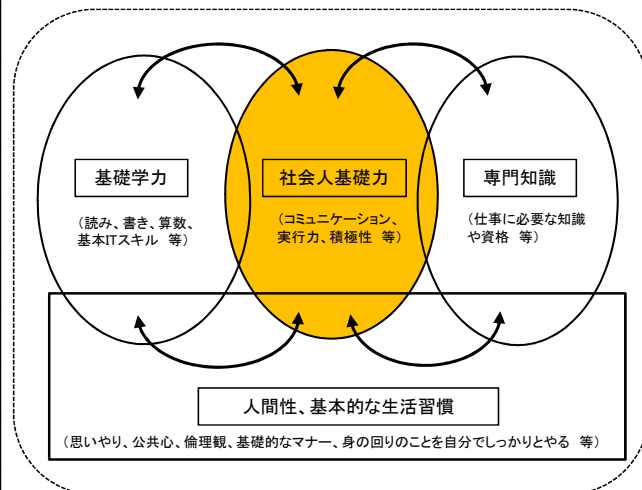 基礎学力
(読み、書き、算数、
基本ITスキル 等)
社会人基礎力
(コミュニケーション、
実行力、積極性 等)
専門知識
(仕事に必要な知識
や資格 等)
人間性、基本的な生活習慣
(思いやり、公共心、倫理観、基礎的なマナー、身の回りのことを自分でしっかりとやる 等)